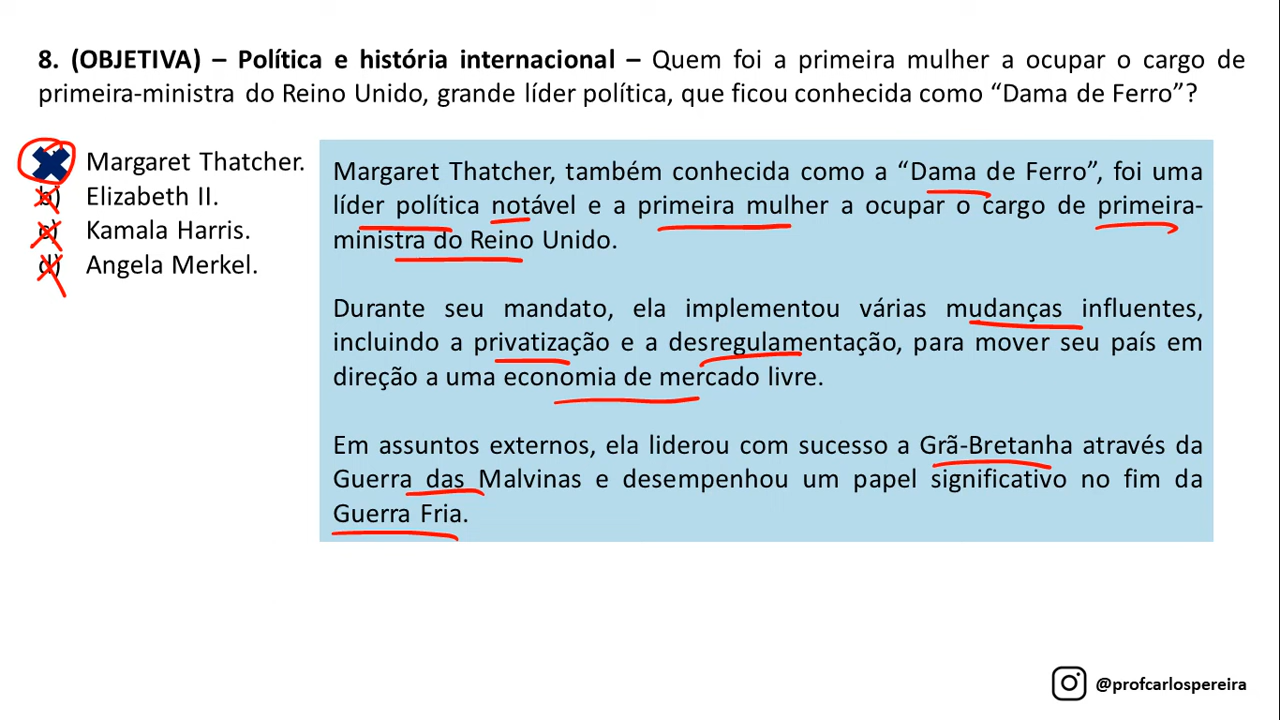 8. (OBJETIVA) – Política e história internacional – Quem foi a primeira mulher a ocupar o cargo de
primeira-ministra do Reino Unido, grande líder política, que ficou conhecida como “Dama de Ferro”?
Margaret Thatcher.
b) Elizabeth II.
c) Kamala Harris.
d) Angela Merkel.
Margaret Thatcher, também conhecida como a “Dama de Ferro”, foi uma
líder política notável e a primeira mulher a ocupar o cargo de primeira-
ministra do Reino Unido.
Durante seu mandato, ela implementou várias mudanças influentes,
incluindo a privatização e a desregulamentação, para mover seu país em
direção a uma economia de mercado livre.
Em assuntos externos, ela liderou com sucesso a Grã-Bretanha através da
Guerra das Malvinas e desempenhou um papel significativo no fim da
Guerra Fria.
@profcarlospereira